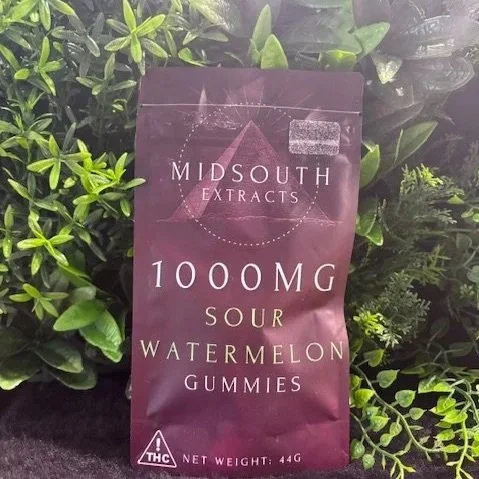 MIDSOUTH
EXTRACTS
1000MG
SOUR
WATERMELON
GUMMIES
!
THC
NET WEIGHT: 44G